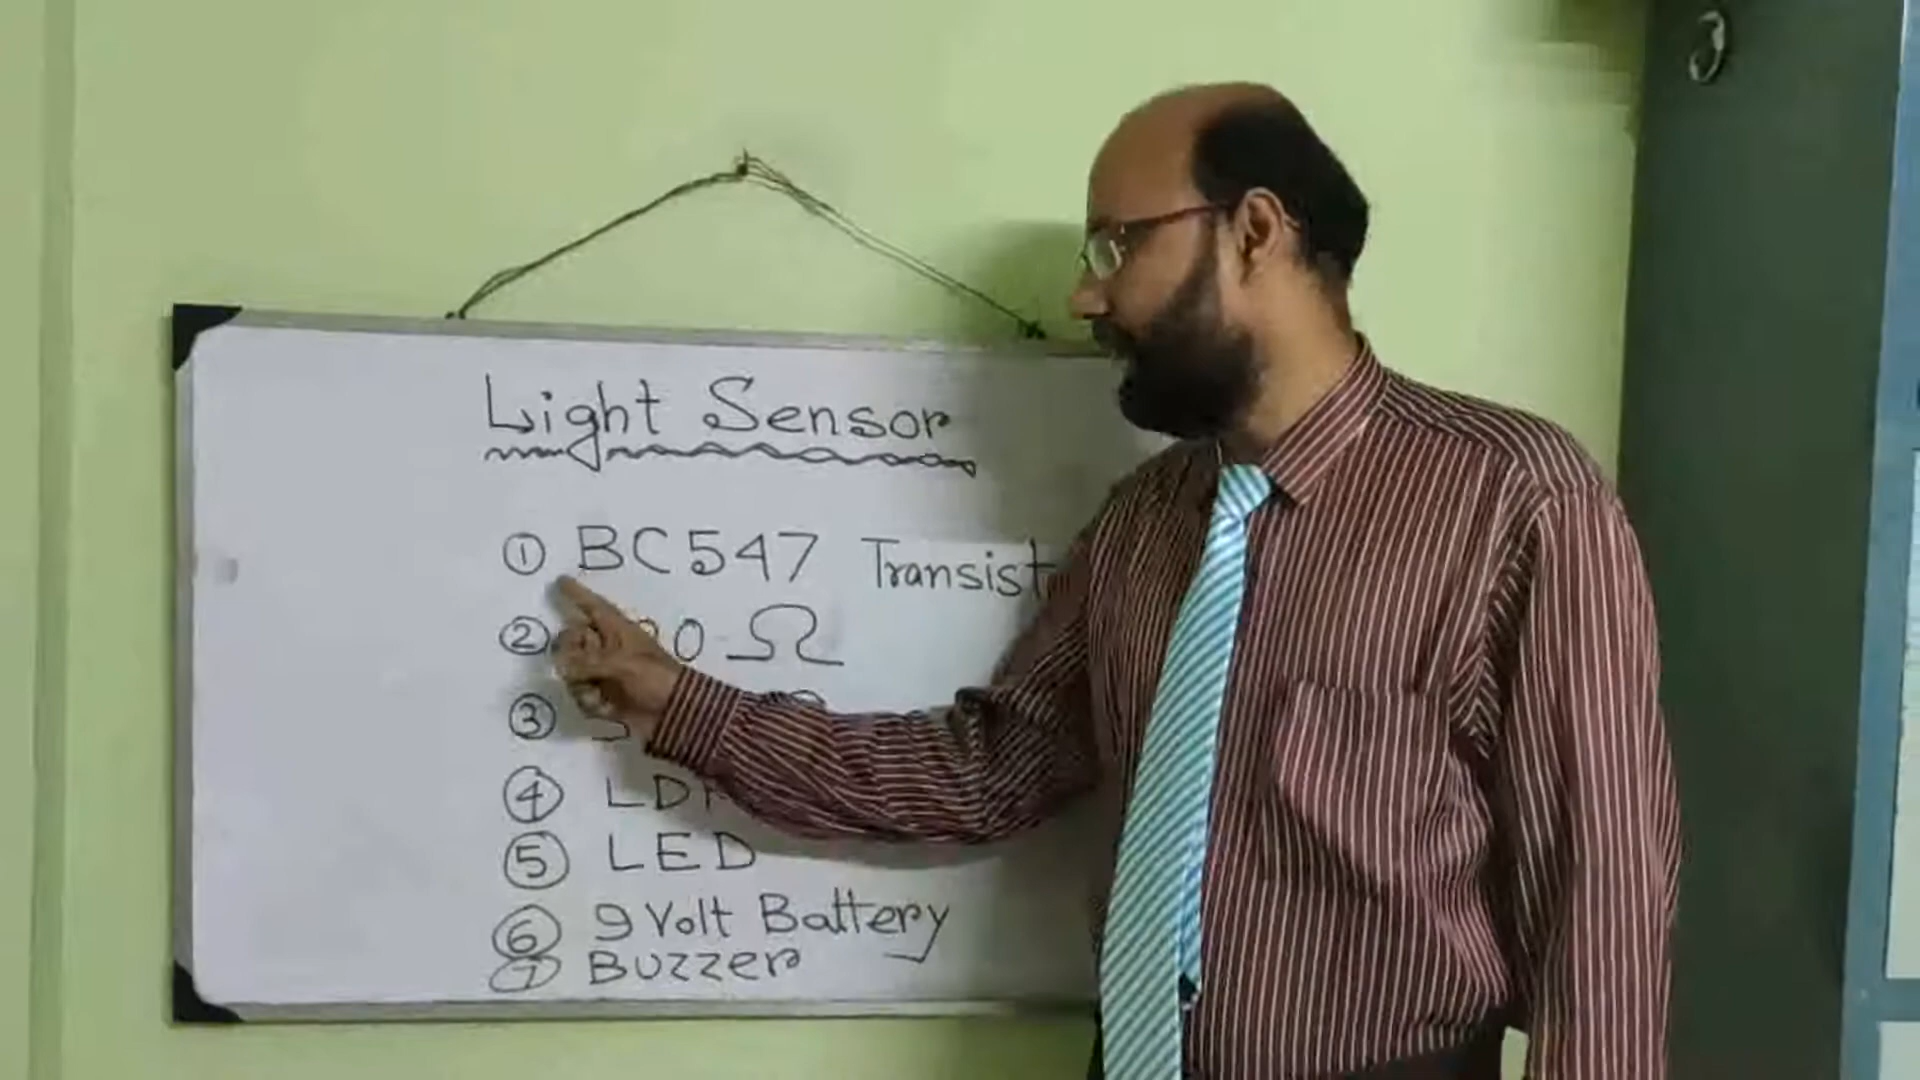 Light Sensor
① BC547 Transist
② Ω
③
④ LD
⑤ LED
⑥ 9 Volt Battery
⑦ Buzzer